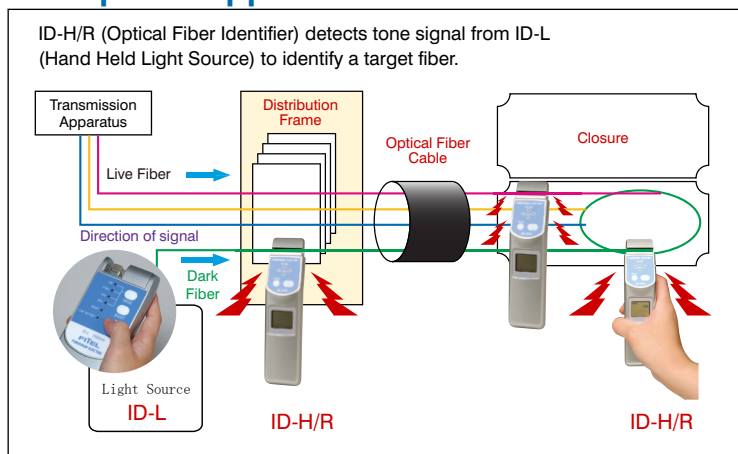 ID-H/R (Optical Fiber Identifier) detects tone signal from ID-L
(Hand Held Light Source) to identify a target fiber.
Transmission
Apparatus
Distribution
Frame
Optical Fiber
Cable
Closure
Live Fiber
Direction of signal
Dark
Fiber
FITEL
Light Source
ID-L
ID-H/R
ID-H/R